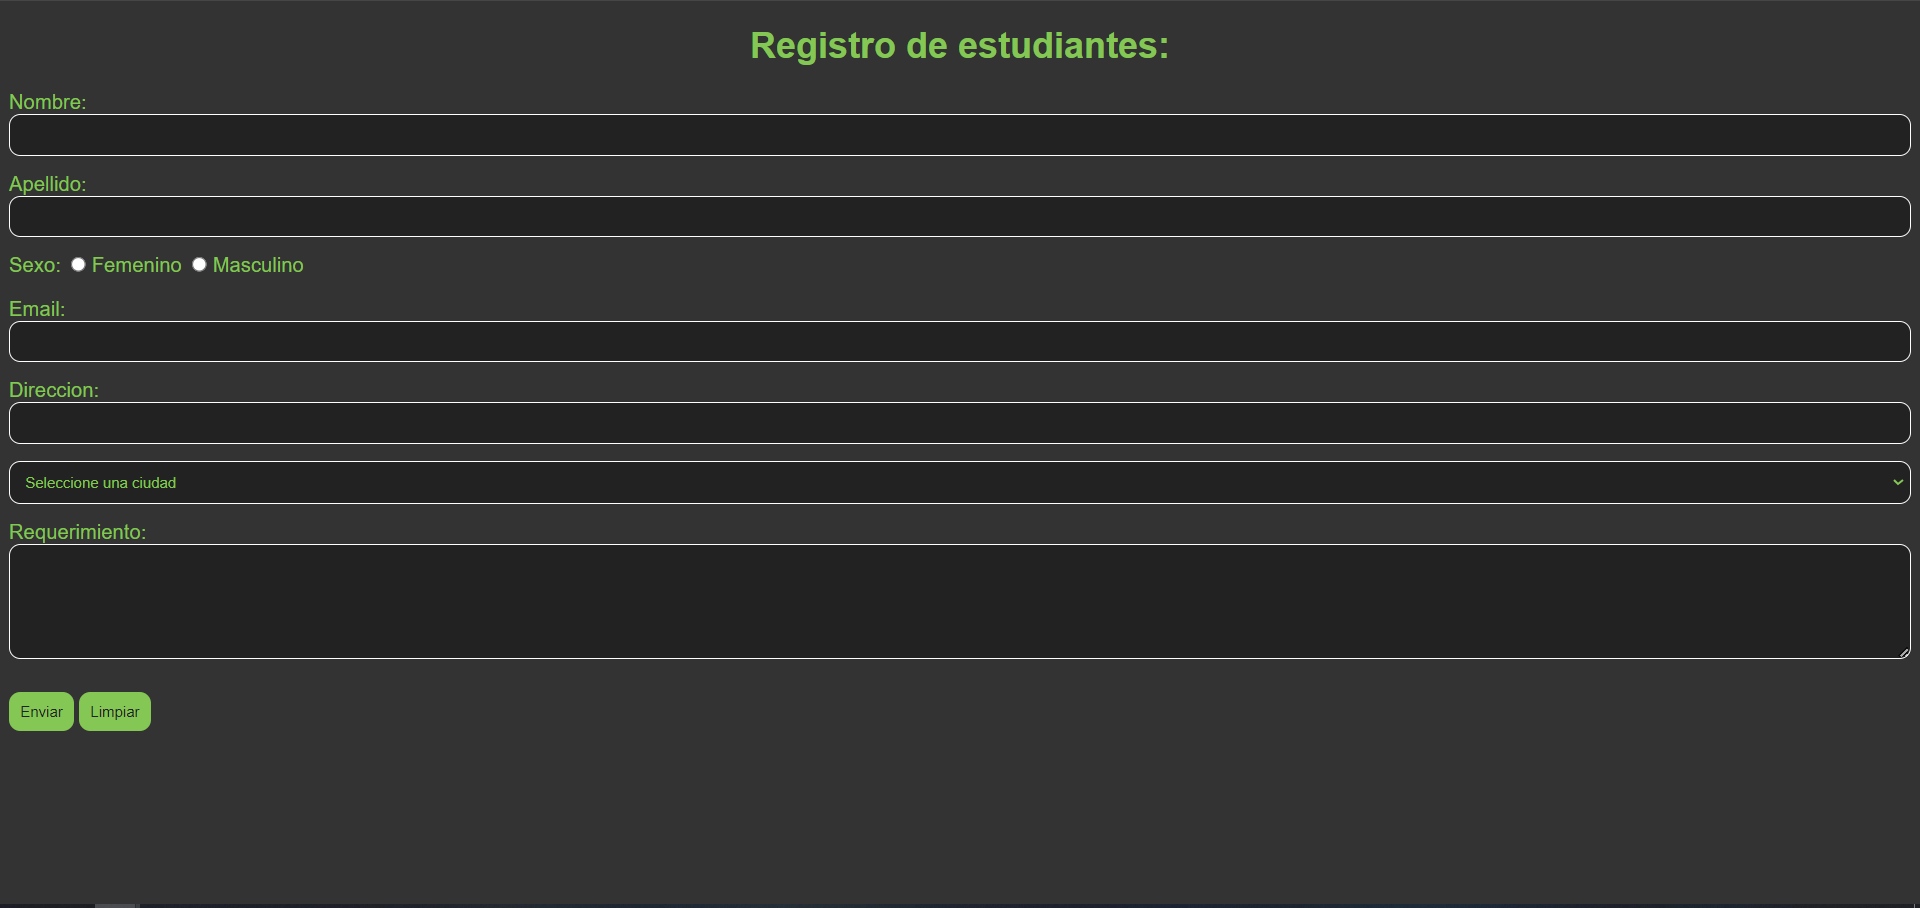 Registro de estudiantes:
Nombre:
Apellido:
Sexo: Femenino Masculino
Email:
Direccion:
Seleccione una ciudad
Requerimiento:
Enviar Limpiar